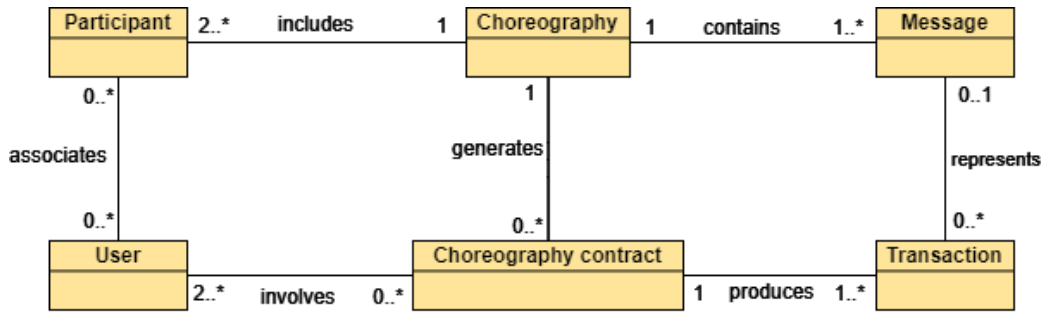 Participant 2..* includes 1 Choreography 1 contains 1..* Message
0..* 1 0..1
associates generates represents
0..* 0..* 0..*
User Choreography contract Transaction
2..* involves 0..* 1 produces 1..*